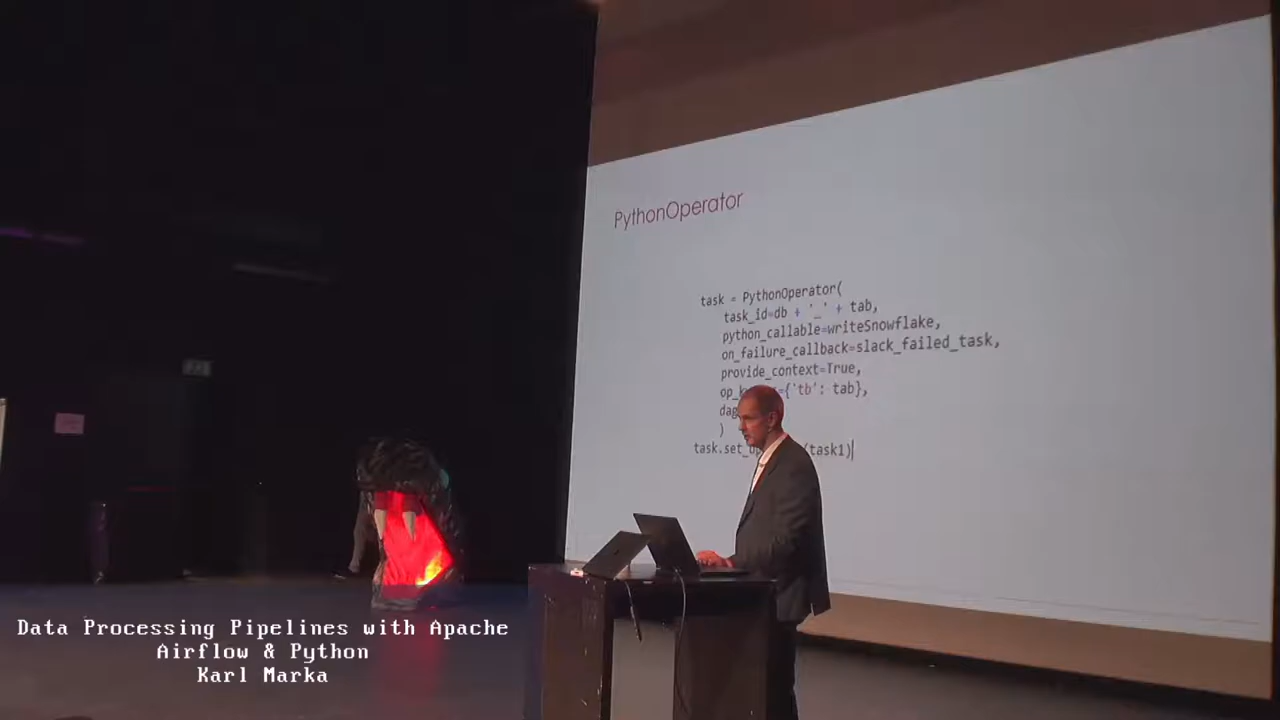 PythonOperator
task = PythonOperator(
task_id=db + '_' + tab,
python_callable=writeSnowflake,
on_failure_callback=slack_failed_task,
provide_context=True,
{'tb': tab},
dag
)
task.set_ (task1)
Data Processing Pipelines with Apache
Airflow & Python
Karl Marka